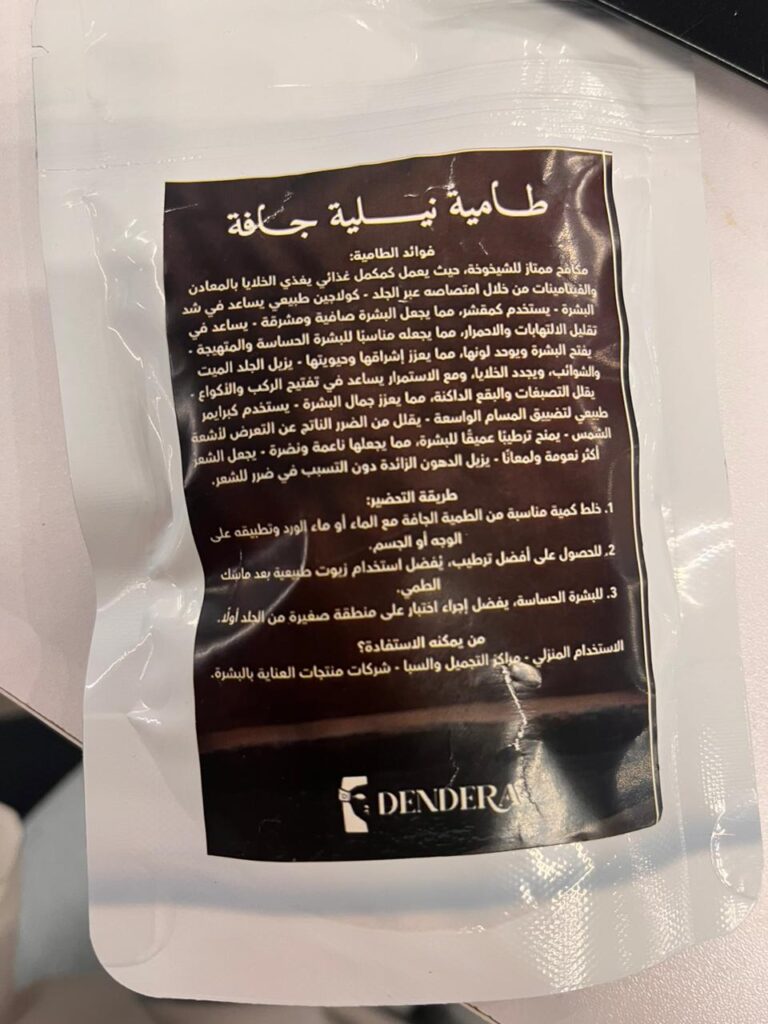 طامية نيلية جافة
فوائد الطامية:
مكافح ممتاز للشيخوخة، حيث يعمل كمكمل غذائي يغذي الخلايا بالمعادن
والفيتامينات من خلال امتصاصه عبر الجلد - كولاجين طبيعي يساعد في شد
البشرة - يستخدم كمقشر، مما يجعل البشرة صافية ومشرقة - يساعد في
تقليل الالتهابات والاحمرار، مما يجعله مناسبًا للبشرة الحساسة والمتهيجة -
يفتح البشرة ويوحد لونها، مما يعزز إشراقها وحيويتها - يزيل الجلد الميت
والشوائب، ويجدد الخلايا، ومع الاستمرار يساعد في تفتيح الركب والأكواع -
يقلل التصبغات والبقع الداكنة، مما يعزز جمال البشرة - يستخدم كبرايمر
طبيعي لتضييق المسام الواسعة - يقلل من الضرر الناتج عن التعرض لأشعة
الشمس - يمنح ترطيبًا عميقًا للبشرة، مما يجعلها ناعمة ونضرة - يجعل الشعر
أكثر نعومة ولمعانًا - يزيل الدهون الزائدة دون التسبب في ضرر للشعر.
طريقة التحضير:
1. خلط كمية مناسبة من الطمية الجافة مع الماء أو ماء الورد وتطبيقه على
الوجه أو الجسم.
2. للحصول على أفضل ترطيب، يُفضل استخدام زيوت طبيعية بعد ماسك
الطمي.
3. للبشرة الحساسة، يفضل إجراء اختبار على منطقة صغيرة من الجلد أولًا.
من يمكنه الاستفادة؟
الاستخدام المنزلي - مراكز التجميل والسبا - شركات منتجات العناية بالبشرة.
DENDERA